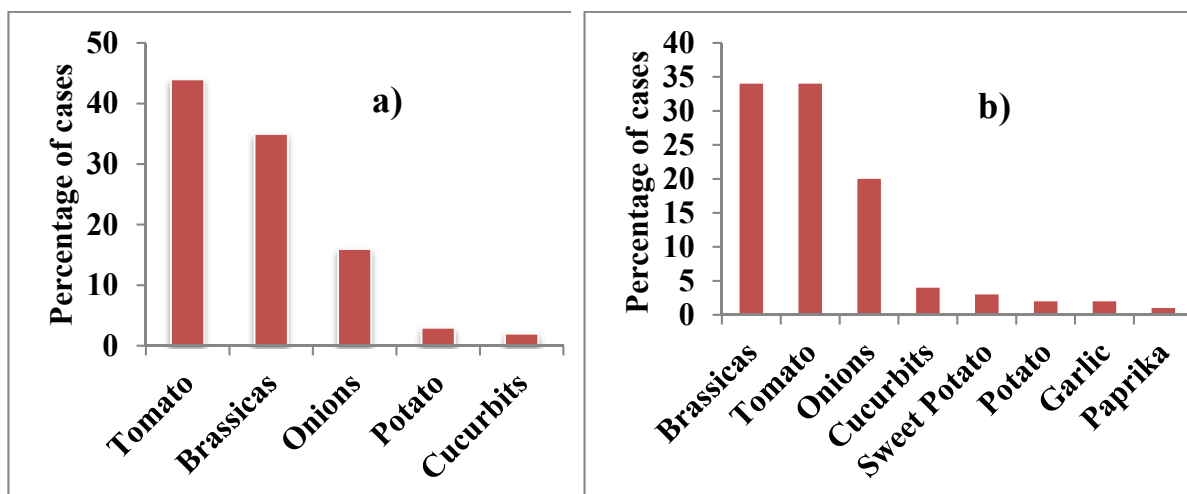 a)
Percentage of cases
50
40
30
20
10
0
Tomato
Brassicas
Onions
Potato
Cucurbits
b)
Percentage of cases
40
35
30
25
20
15
10
5
0
Brassicas
Tomato
Onions
Cucurbits
Sweet Potato
Potato
Garlic
Paprika